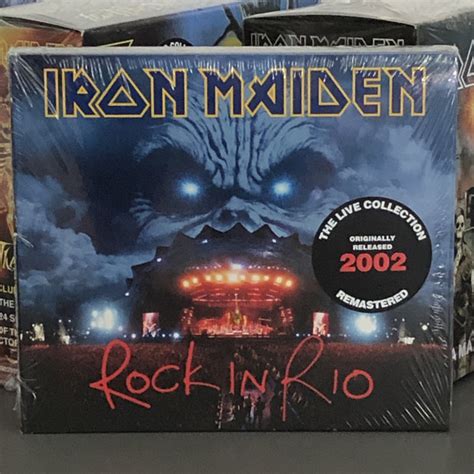 IRON MAIDEN
THE LIVE COLLECTION
ORIGINALLY
RELEASED
2002
REMASTERED
ROCK IN RIO